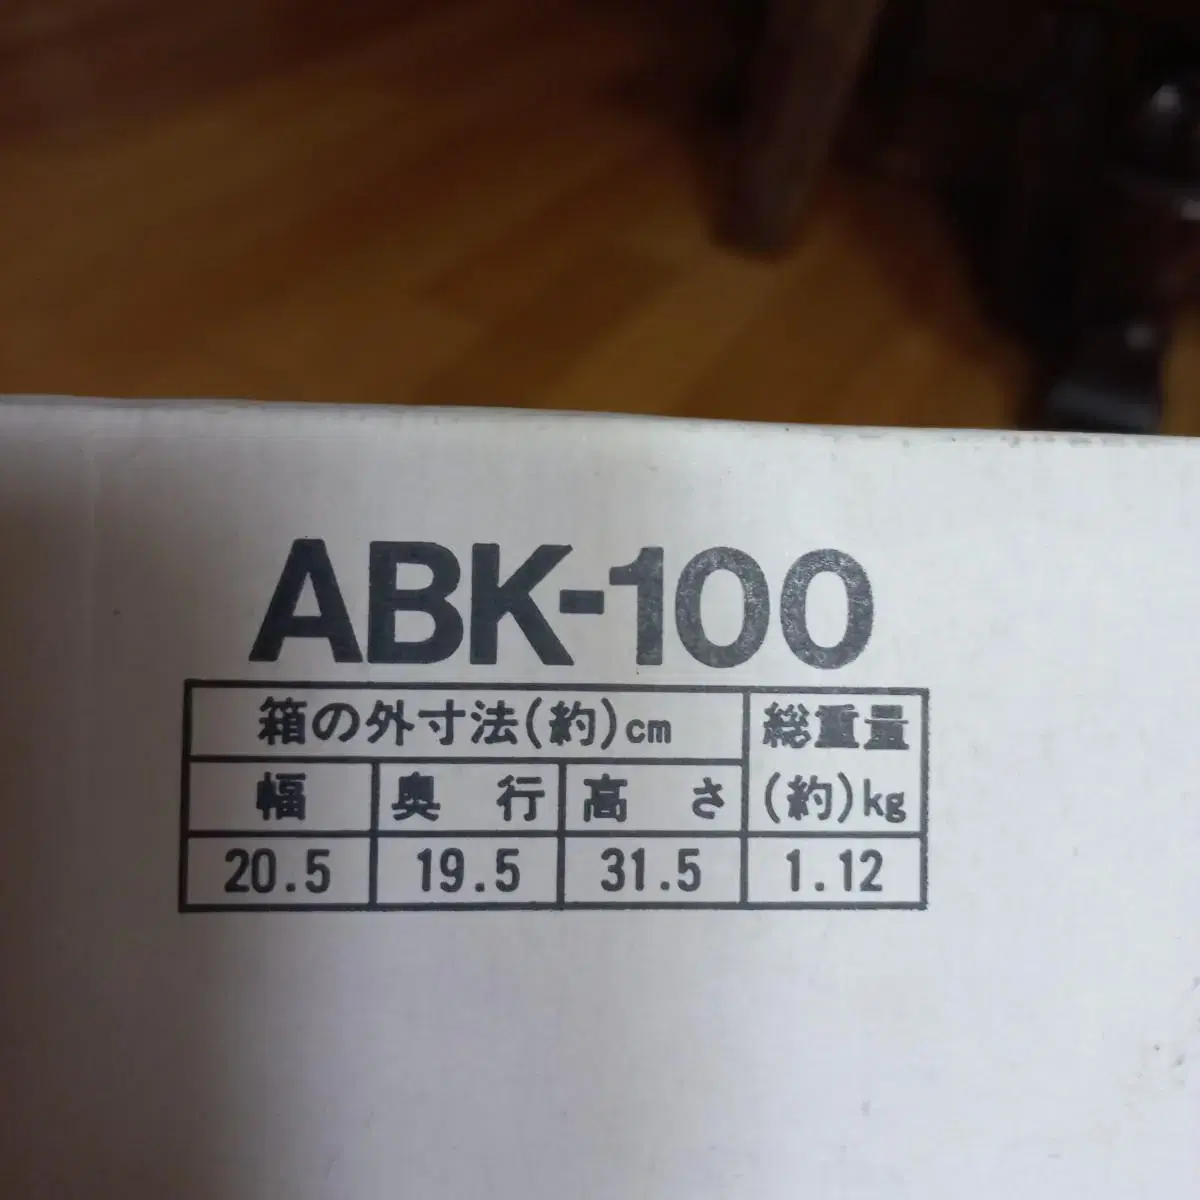 ABK-100
箱の外寸法(約)cm 総重量
幅 奥 行 高 さ (約)kg
20.5 19.5 31.5 1.12